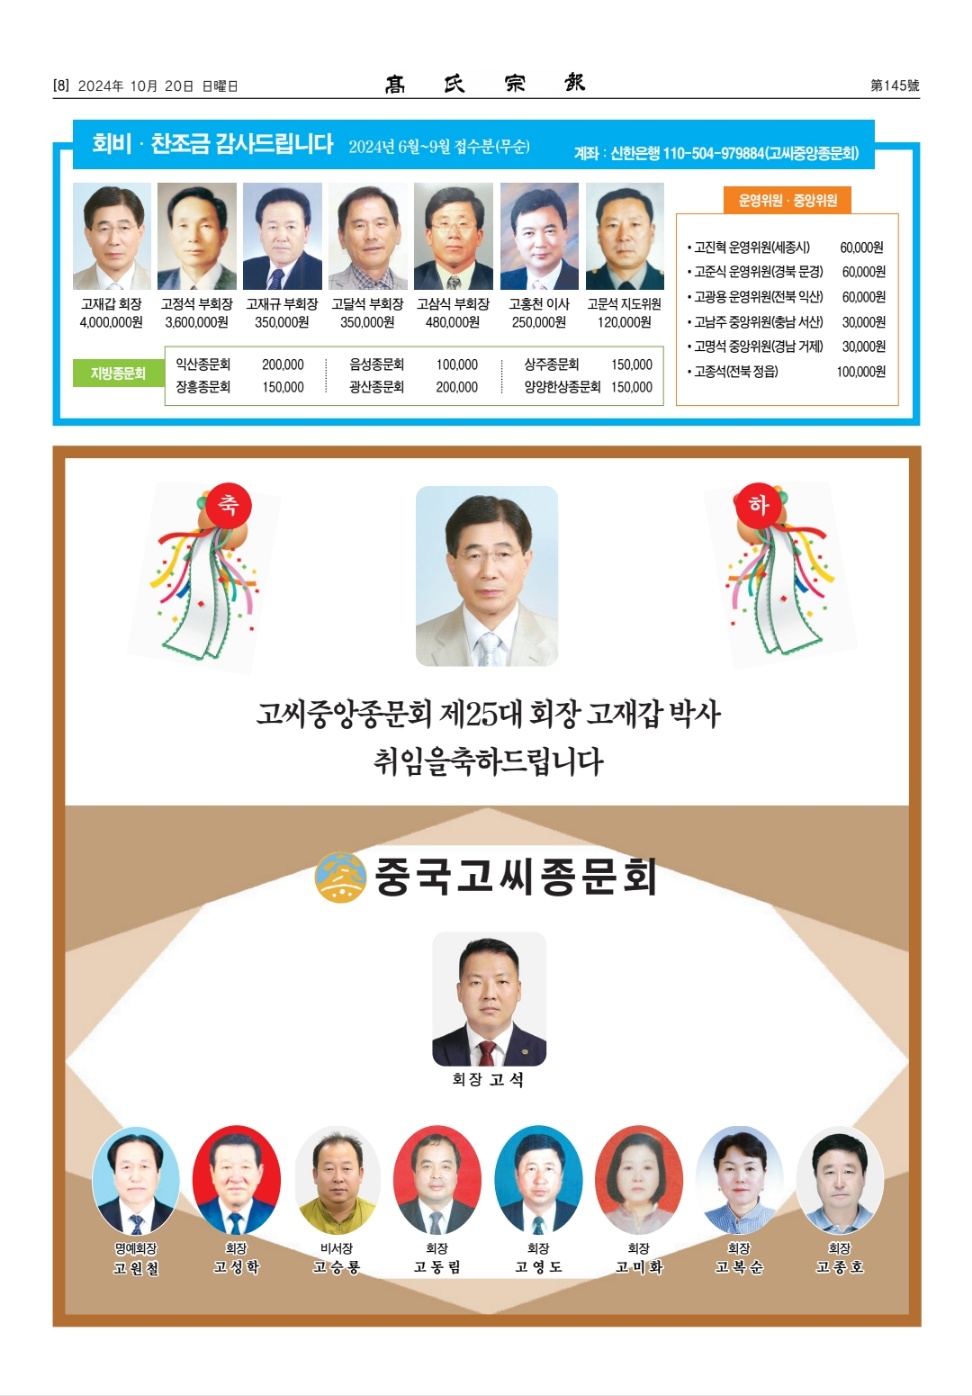 [8] 2024年 10月 20日 日曜日
髙氏宗報
第145號
회비 · 찬조금 감사드립니다 2024년 6월~9월 접수분(무순)
계좌 : 신한은행 110-504-979884(고씨중앙종문회)
고재갑 회장
4,000,000원
고정석 부회장
3,600,000원
고재규 부회장
350,000원
고달석 부회장
350,000원
고삼식 부회장
480,000원
고홍천 이사
250,000원
고문석 지도위원
120,000원
지방종문회
익산종문회 200,000
음성종문회 100,000
상주종문회 150,000
장흥종문회 150,000
광산종문회 200,000
양양한상종문회 150,000
운영위원 · 중앙위원
• 고진혁 운영위원(세종시) 60,000원
• 고준식 운영위원(경북 문경) 60,000원
• 고광용 운영위원(전북 익산) 60,000원
• 고남주 중앙위원(충남 서산) 30,000원
• 고명석 중앙위원(경남 거제) 30,000원
• 고종석(전북 정읍) 100,000원
축
하
고씨중앙종문회 제25대 회장 고재갑 박사
취임을축하드립니다
중국고씨종문회
회장 고 석
명예회장
고원철
회장
고성학
비서장
고승룡
회장
고동림
회장
고영도
회장
고미화
회장
고복순
회장
고종호